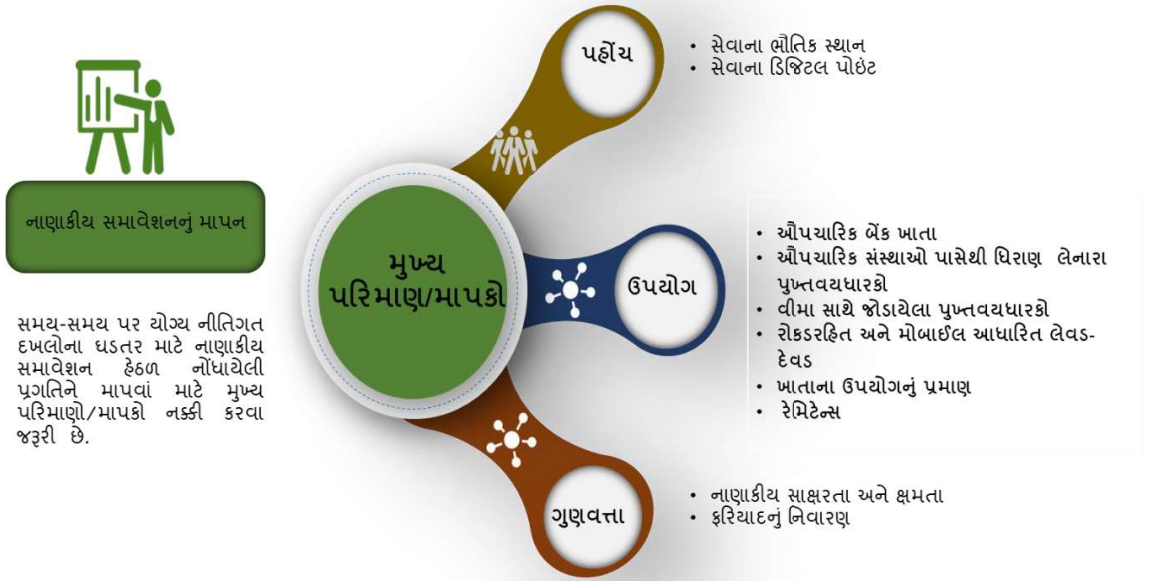 નાણાકીય સમાવેશનનું માપન
સમય-સમય પર યોગ્ય નીતિગત
દખલોના ઘડતર માટે નાણાકીય
સમાવેશન હેઠળ નોંધાયેલી
પ્રગતિને માપવાં માટે મુખ્ય
પરિમાણો/માપકો નક્કી કરવા
જરૂરી છે.
મુખ્ય
પરિમાણ/માપકો
પહોંચ
• સેવાના ભૌતિક સ્થાન
• સેવાના ડિજિટલ પોઇંટ
ઉપયોગ
• ઔપચારિક બેંક ખાતા
• ઔપચારિક સંસ્થાઓ પાસેથી ધિરાણ લેનારા
પુખ્તવયધારકો
• વીમા સાથે જોડાયેલા પુખ્તવયધારકો
• રોકડરહિત અને મોબાઈલ આધારિત લેવડ-
દેવડ
• ખાતાના ઉપયોગનું પ્રમાણ
• રેમિટેન્સ
ગુણવત્તા
• નાણાકીય સાક્ષરતા અને ક્ષમતા
• ફરિયાદનું નિવારણ